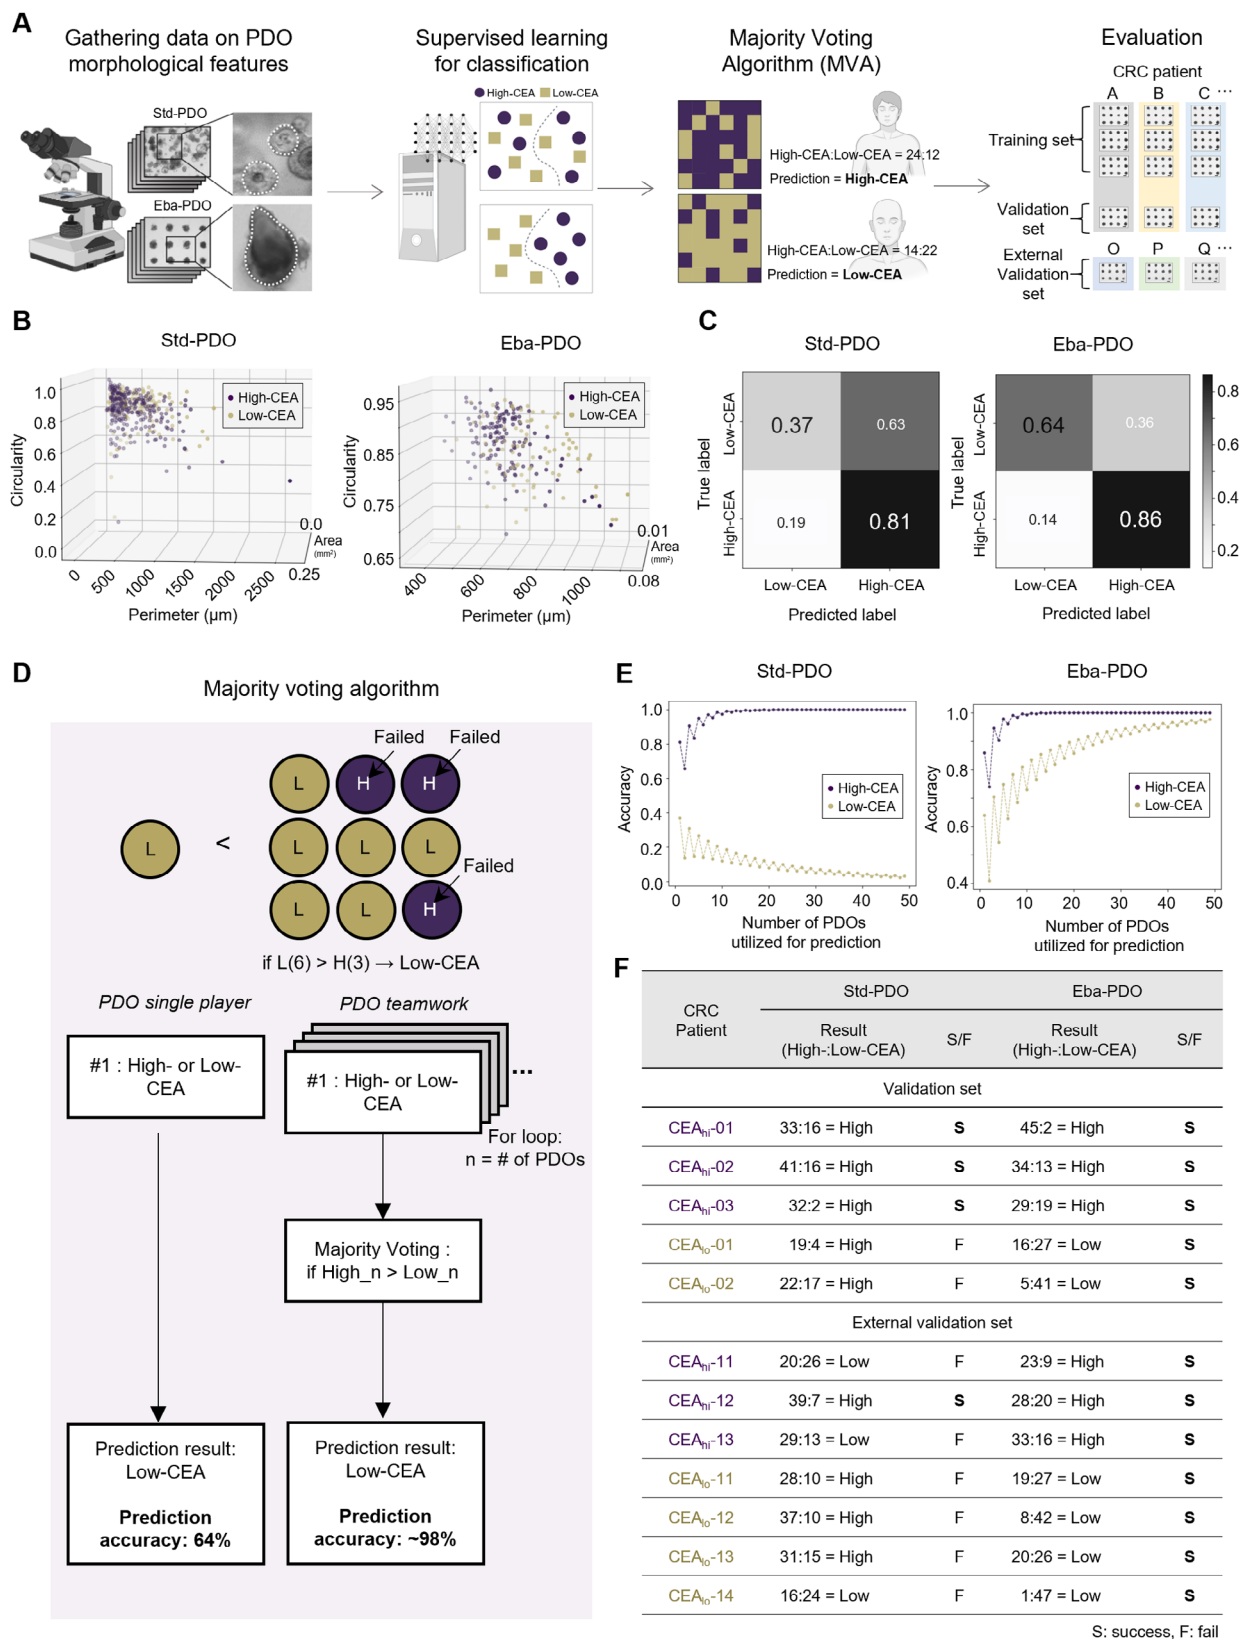 A
Gathering data on PDO
morphological features
Supervised learning
for classification
Majority Voting
Algorithm (MVA)
Evaluation
Std-PDO
Eba-PDO
High-CEA
Low-CEA
High-CEA:Low-CEA = 24:12
Prediction = High-CEA
High-CEA:Low-CEA = 14:22
Prediction = Low-CEA
CRC patient
A B C ...
Training set
Validation
set
External
Validation
set
O P Q ...
B
Std-PDO
High-CEA
Low-CEA
Circularity
1.0
0.8
0.6
0.4
0.2
0.0
0 500 1000 1500 2000 2500
Perimeter (µm)
0.0
Area
(mm²)
0.25
Eba-PDO
High-CEA
Low-CEA
Circularity
0.95
0.85
0.75
0.65
400 600 800 1000
Perimeter (µm)
0.01
Area
(mm²)
0.08
C
Std-PDO
True label
Low-CEA
High-CEA
0.37 0.63
0.19 0.81
Low-CEA High-CEA
Predicted label
Eba-PDO
True label
Low-CEA
High-CEA
0.64 0.36
0.14 0.86
Low-CEA High-CEA
Predicted label
0.8
0.6
0.4
0.2
D
Majority voting algorithm
Failed Failed
L H H
L < L L L
Failed
L L H
if L(6) > H(3) → Low-CEA
PDO single player
PDO teamwork
#1 : High- or Low-
CEA
#1 : High- or Low-
CEA
...
For loop:
n = # of PDOs
Majority Voting :
if High_n > Low_n
Prediction result:
Low-CEA
Prediction
accuracy: 64%
Prediction result:
Low-CEA
Prediction
accuracy: ~98%
E
Std-PDO
Accuracy
1.0
0.8
0.6
0.4
0.2
0.0
High-CEA
Low-CEA
0 10 20 30 40 50
Number of PDOs
utilized for prediction
Eba-PDO
Accuracy
1.0
0.8
0.6
0.4
High-CEA
Low-CEA
0 10 20 30 40 50
Number of PDOs
utilized for prediction
F
CRC
Patient
Std-PDO Eba-PDO
Result
(High-:Low-CEA)
S/F
Result
(High-:Low-CEA)
S/F
Validation set
CEAhi-01 33:16 = High S 45:2 = High S
CEAhi-02 41:16 = High S 34:13 = High S
CEAhi-03 32:2 = High S 29:19 = High S
CEAlo-01 19:4 = High F 16:27 = Low S
CEAlo-02 22:17 = High F 5:41 = Low S
External validation set
CEAhi-11 20:26 = Low F 23:9 = High S
CEAhi-12 39:7 = High S 28:20 = High S
CEAhi-13 29:13 = Low F 33:16 = High S
CEAlo-11 28:10 = High F 19:27 = Low S
CEAlo-12 37:10 = High F 8:42 = Low S
CEAlo-13 31:15 = High F 20:26 = Low S
CEAlo-14 16:24 = Low F 1:47 = Low S
S: success, F: fail